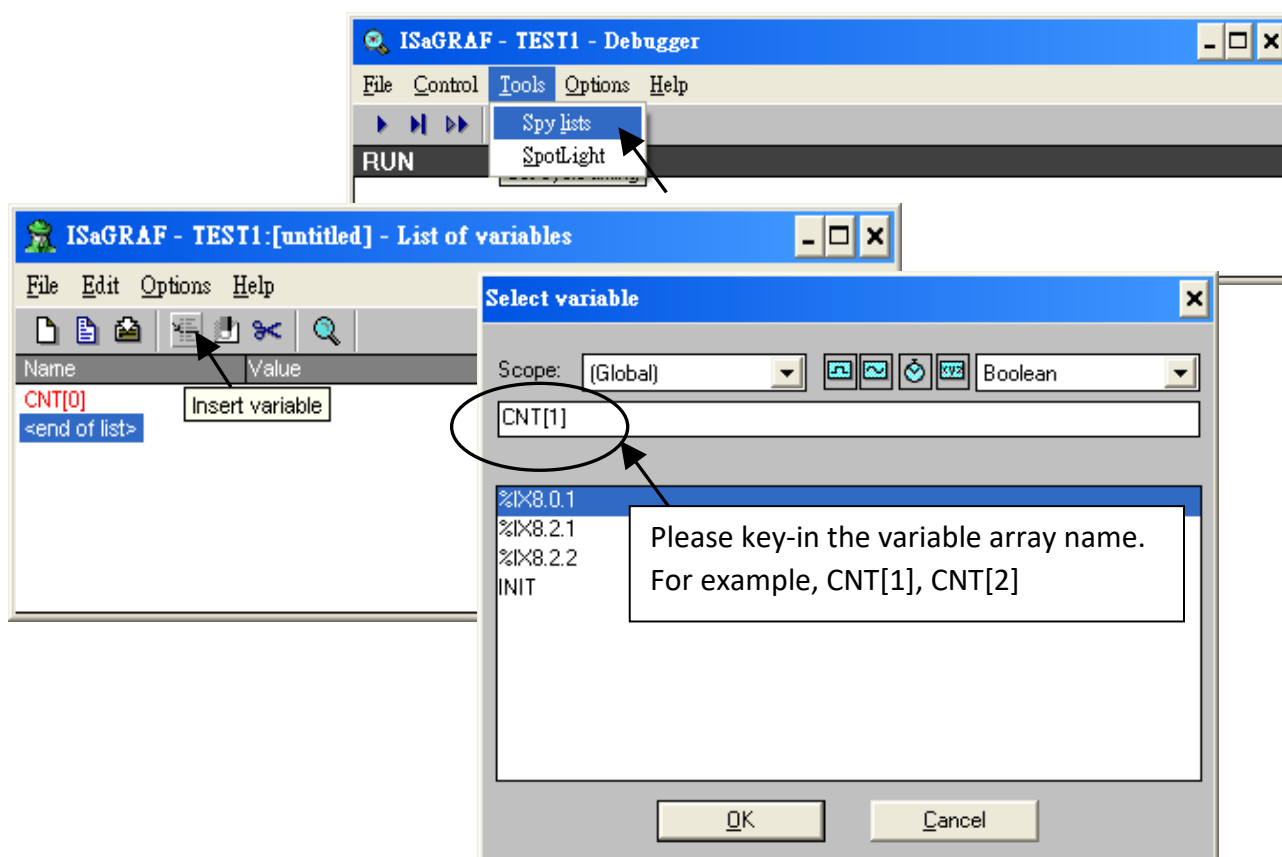 ISaGRAF - TEST1 - Debugger
File Control Tools Options Help
Spy lists
SpotLight
RUN
ISaGRAF - TEST1:[untitled] - List of variables
File Edit Options Help
Name Value
CNT[0]
<end of list>
Insert variable
Select variable
Scope: (Global) Boolean
CNT[1]
%IX8.0.1
%IX8.2.1
%IX8.2.2
INIT
Please key-in the variable array name.
For example, CNT[1], CNT[2]
OK Cancel